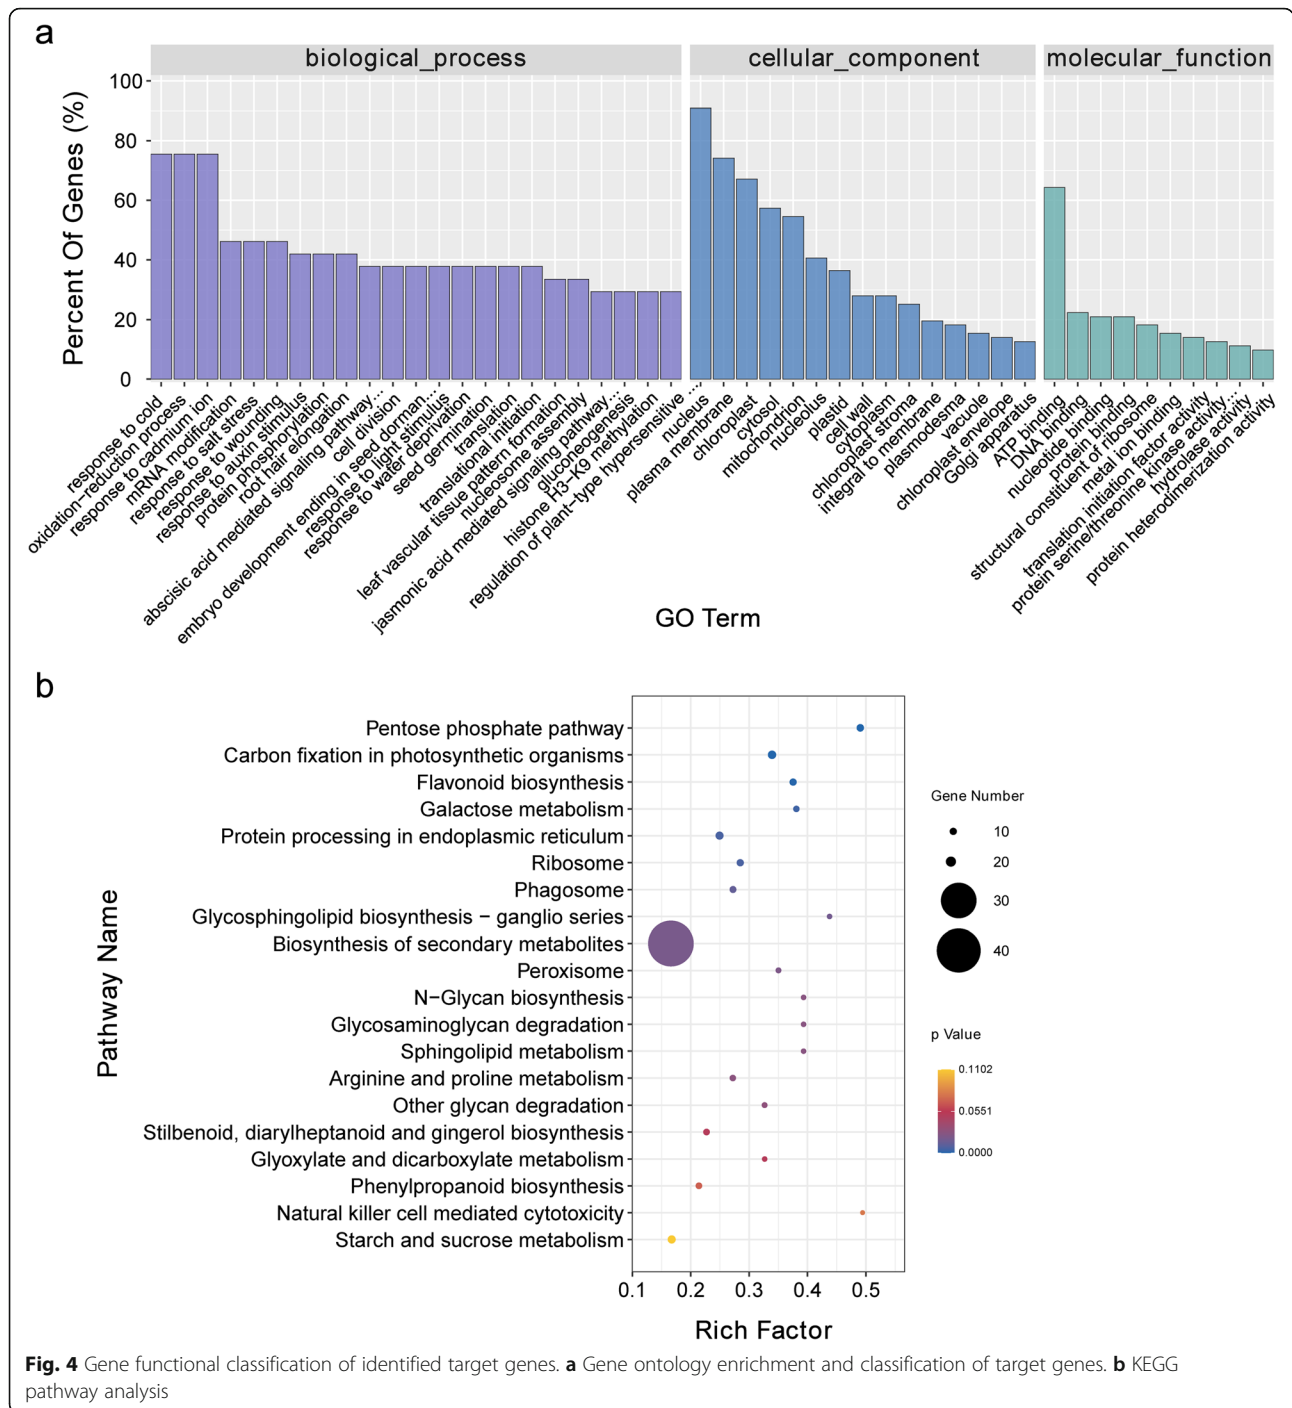 a
biological_process
cellular_component
molecular_function
Percent Of Genes (%)
100
80
60
40
20
0
response to cold
oxidation−reduction process
response to cadmium ion
mRNA modification
response to salt stress
response to wounding
response to auxin stimulus
protein phosphorylation
root hair elongation
abscisic acid mediated signaling pathway...
cell division
embryo development ending in seed dorman...
response to light stimulus
response to water deprivation
seed germination
translation
translational initiation
leaf vascular tissue pattern formation
nucleosome assembly
jasmonic acid mediated signaling pathway...
gluconeogenesis
histone H3−K9 methylation
regulation of plant−type hypersensitive ...
nucleus
plasma membrane
chloroplast
cytosol
mitochondrion
nucleolus
plastid
cell wall
cytoplasm
chloroplast stroma
integral to membrane
plasmodesma
vacuole
chloroplast envelope
Golgi apparatus
ATP binding
DNA binding
nucleotide binding
protein binding
structural constituent of ribosome
metal ion binding
translation initiation factor activity
protein serine/threonine kinase activity...
hydrolase activity
protein heterodimerization activity
GO Term
b
Pathway Name
Pentose phosphate pathway
Carbon fixation in photosynthetic organisms
Flavonoid biosynthesis
Galactose metabolism
Protein processing in endoplasmic reticulum
Ribosome
Phagosome
Glycosphingolipid biosynthesis − ganglio series
Biosynthesis of secondary metabolites
Peroxisome
N−Glycan biosynthesis
Glycosaminoglycan degradation
Sphingolipid metabolism
Arginine and proline metabolism
Other glycan degradation
Stilbenoid, diarylheptanoid and gingerol biosynthesis
Glyoxylate and dicarboxylate metabolism
Phenylpropanoid biosynthesis
Natural killer cell mediated cytotoxicity
Starch and sucrose metabolism
0.1 0.2 0.3 0.4 0.5
Rich Factor
Gene Number
10
20
30
40
p Value
0.1102
0.0551
0.0000
Fig. 4 Gene functional classification of identified target genes. a Gene ontology enrichment and classification of target genes. b KEGG
pathway analysis